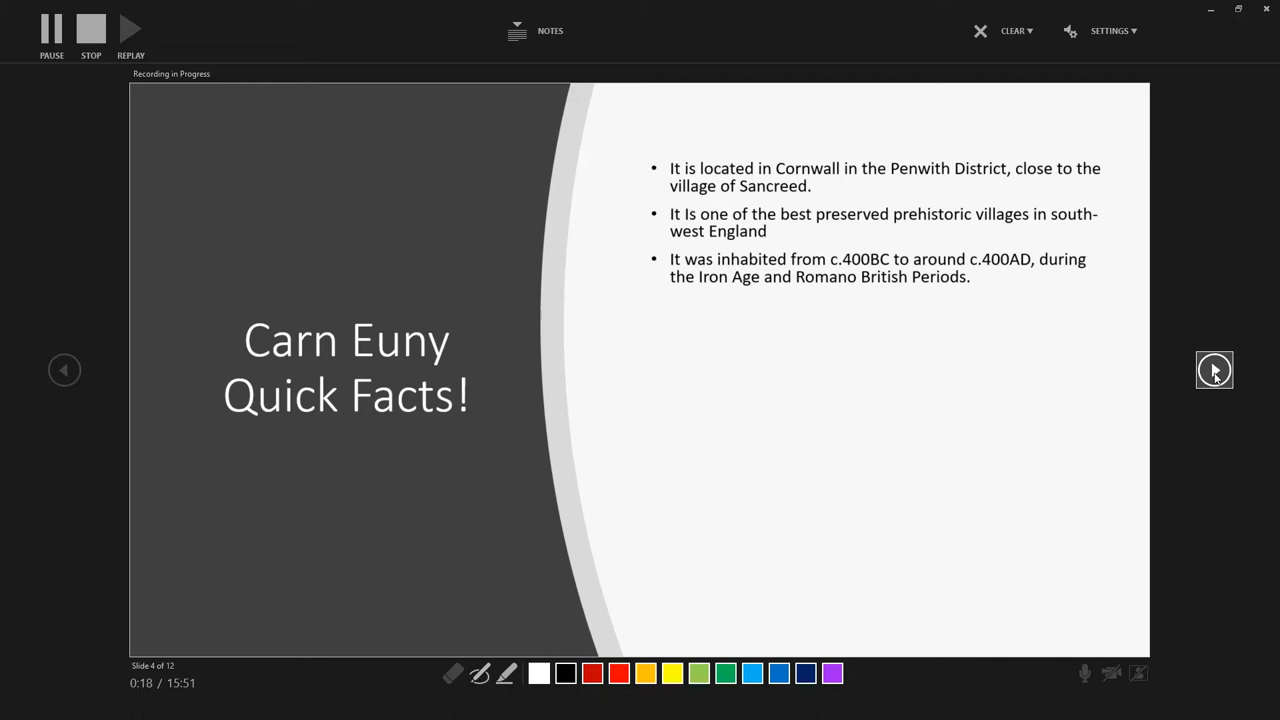 PAUSE STOP REPLAY
NOTES
CLEAR
SETTINGS
Recording in Progress
• It is located in Cornwall in the Penwith District, close to the
village of Sancreed.
• It Is one of the best preserved prehistoric villages in south-
west England
• It was inhabited from c.400BC to around c.400AD, during
the Iron Age and Romano British Periods.
Carn Euny
Quick Facts!
Slide 4 of 12
0:18 / 15:51